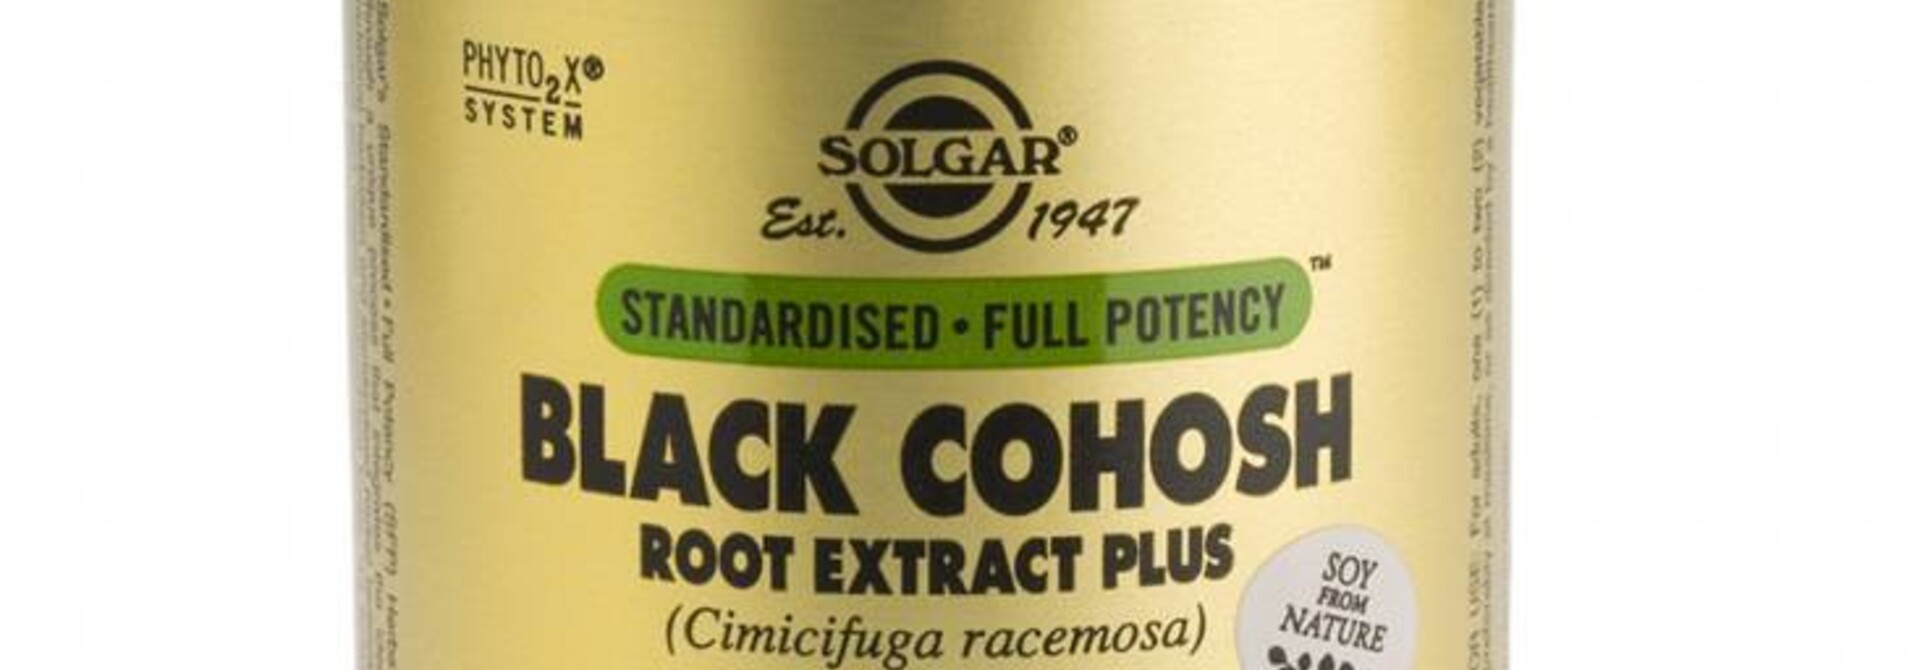 PHYTO2X®
SYSTEM
SOLGAR®
Est. 1947
STANDARDISED • FULL POTENCY™
BLACK COHOSH
ROOT EXTRACT PLUS
(Cimicifuga racemosa)
SOY
FROM
NATURE